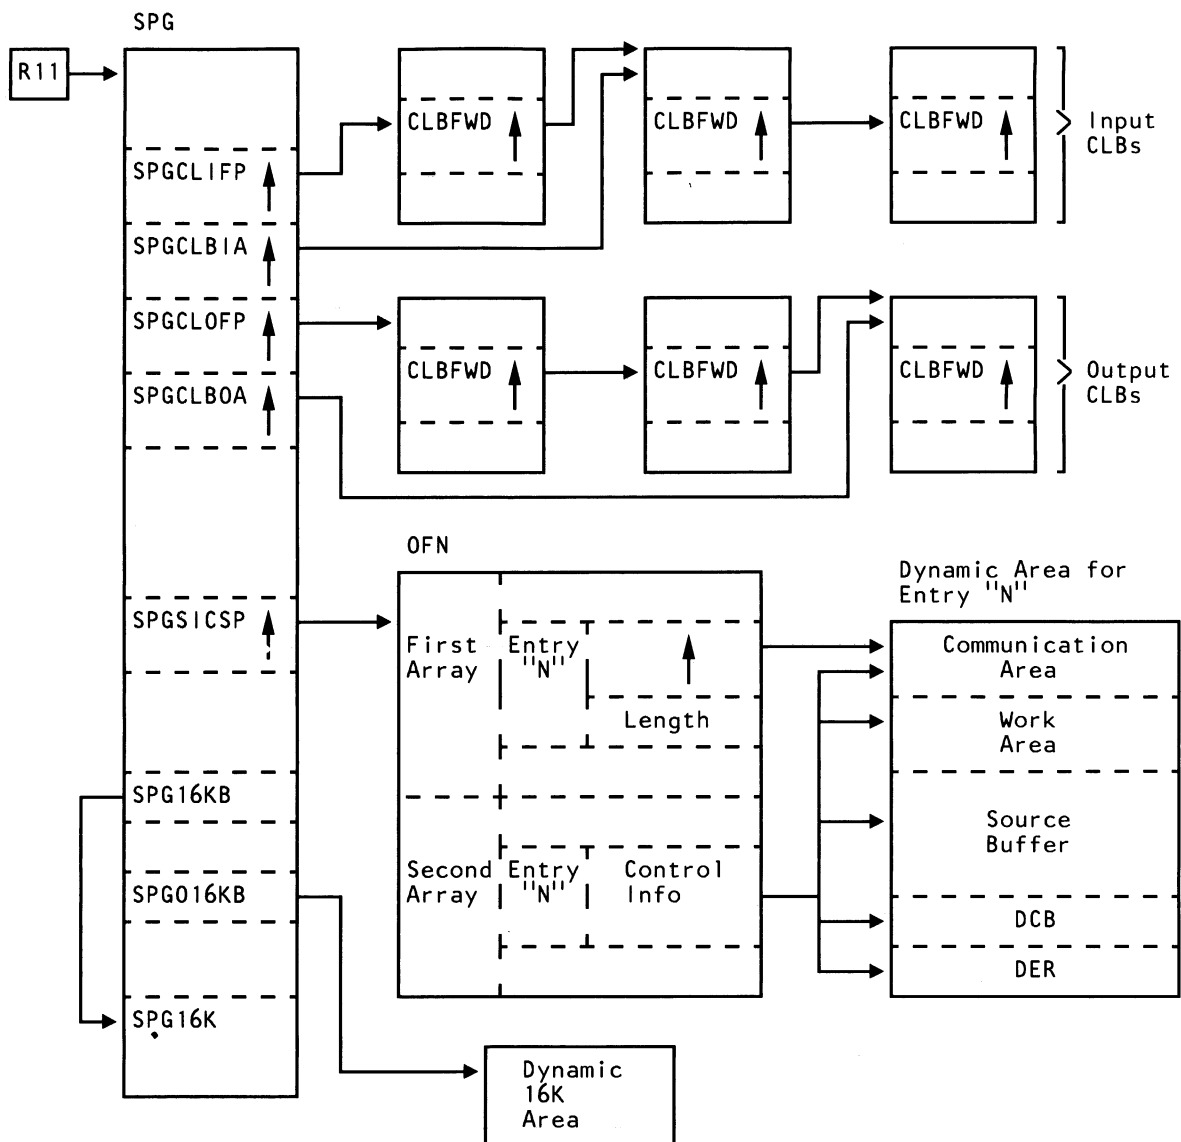 SPG
R11
CLBFWD
CLBFWD
CLBFWD
Input
CLBs
SPGCLIFP
SPGCLBIA
SPGCLOFP
CLBFWD
CLBFWD
CLBFWD
Output
CLBs
SPGCLBOA
OFN
Dynamic Area for
Entry "N"
SPGSICSP
First
Array
Entry
"N"
Length
Communication
Area
Work
Area
SPG16KB
Source
Buffer
Second
Array
Entry
"N"
Control
Info
SPGO16KB
DCB
DER
SPG16K
Dynamic
16K
Area